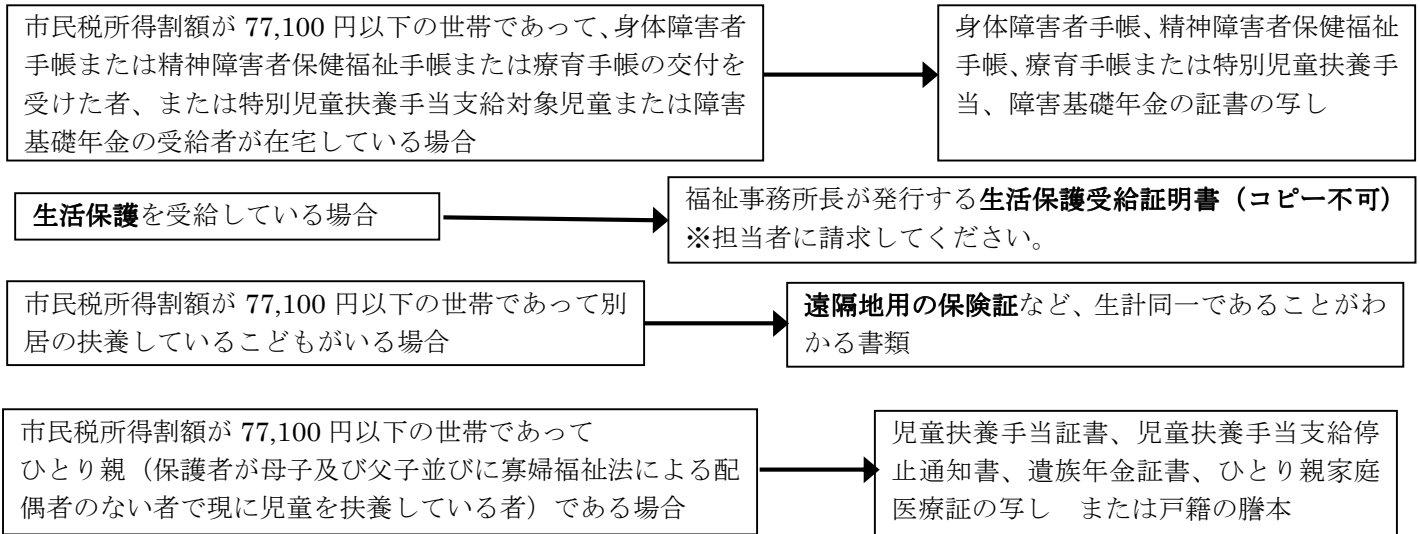 市民税所得割額が 77,100 円以下の世帯であって、身体障害者
手帳または精神障害者保健福祉手帳または療育手帳の交付を
受けた者、または特別児童扶養手当支給対象児童または障害
基礎年金の受給者が在宅している場合
身体障害者手帳、精神障害者保健福祉
手帳、療育手帳または特別児童扶養手
当、障害基礎年金の証書の写し
生活保護を受給している場合
福祉事務所長が発行する生活保護受給証明書（コピー不可）
※担当者に請求してください。
市民税所得割額が 77,100 円以下の世帯であって別
居の扶養しているこどもがいる場合
遠隔地用の保険証など、生計同一であることがわ
かる書類
市民税所得割額が 77,100 円以下の世帯であって
ひとり親（保護者が母子及び父子並びに寡婦福祉法による配
偶者のない者で現に児童を扶養している者）である場合
児童扶養手当証書、児童扶養手当支給停
止通知書、遺族年金証書、ひとり親家庭
医療証の写し　または戸籍の謄本